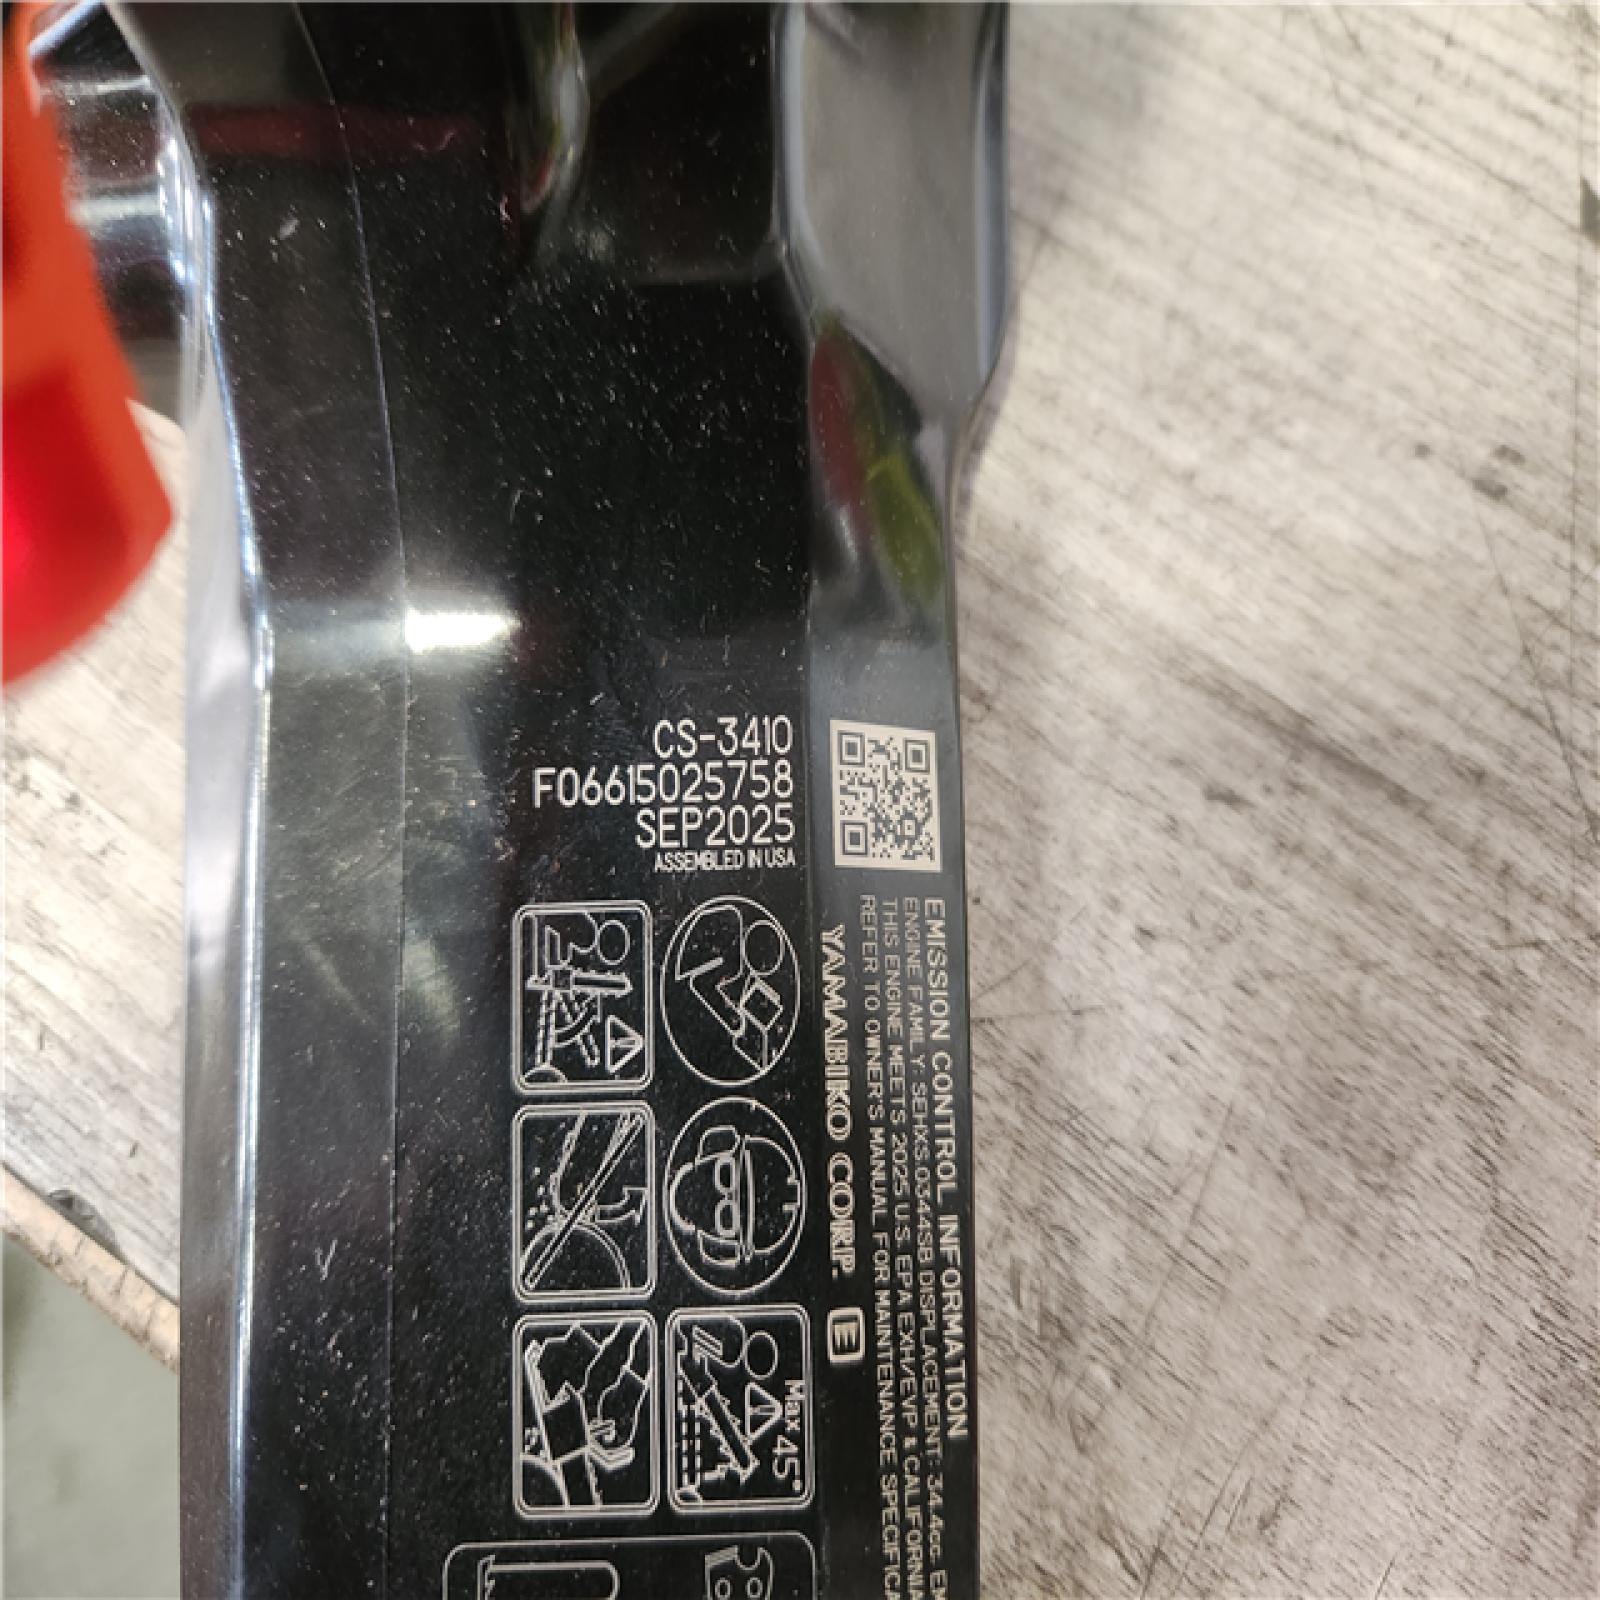 CS-3410
F06615025758
SEP2025
ASSEMBLED IN USA
EMISSION CONTROL INFORMATION
ENGINE FAMILY: SEHXS.0344SB DISPLACEMENT: 34.4cc
THIS ENGINE MEETS 2025 U.S. EPA EXH/EVP & CALIFORNIA
REFER TO OWNER'S MANUAL FOR MAINTENANCE
YAMABIKO CORP. E
Max 45°